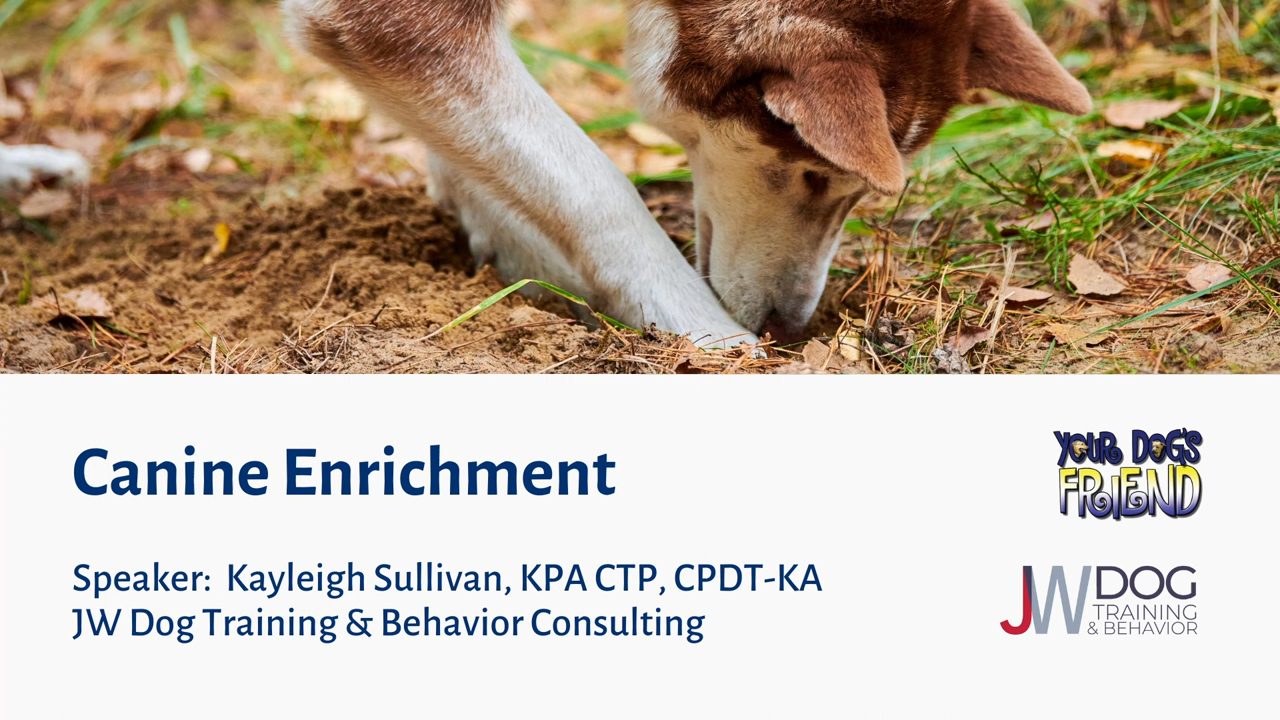 Canine Enrichment
YOUR DOG'S
FRIEND
Speaker: Kayleigh Sullivan, KPA CTP, CPDT-KA
JW Dog Training & Behavior Consulting
JW DOG
TRAINING
& BEHAVIOR